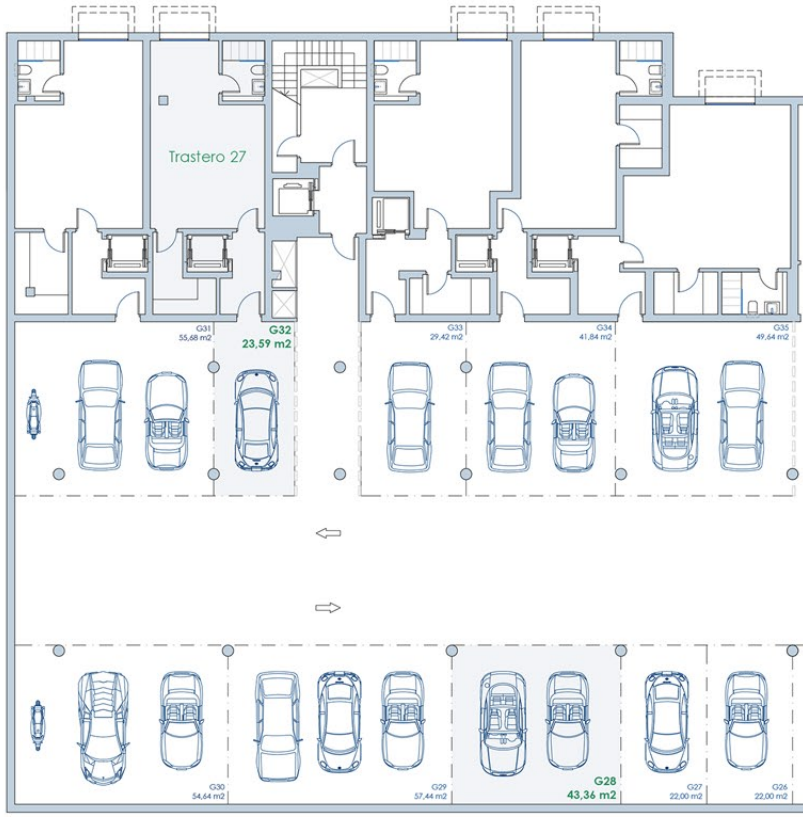 Trastero 27
G31
55,68 m2
G32
23,59 m2
G33
29,42 m2
G34
41,84 m2
G35
49,64 m2
G30
54,64 m2
G29
57,44 m2
G28
43,36 m2
G27
22,00 m2
G26
22,00 m2